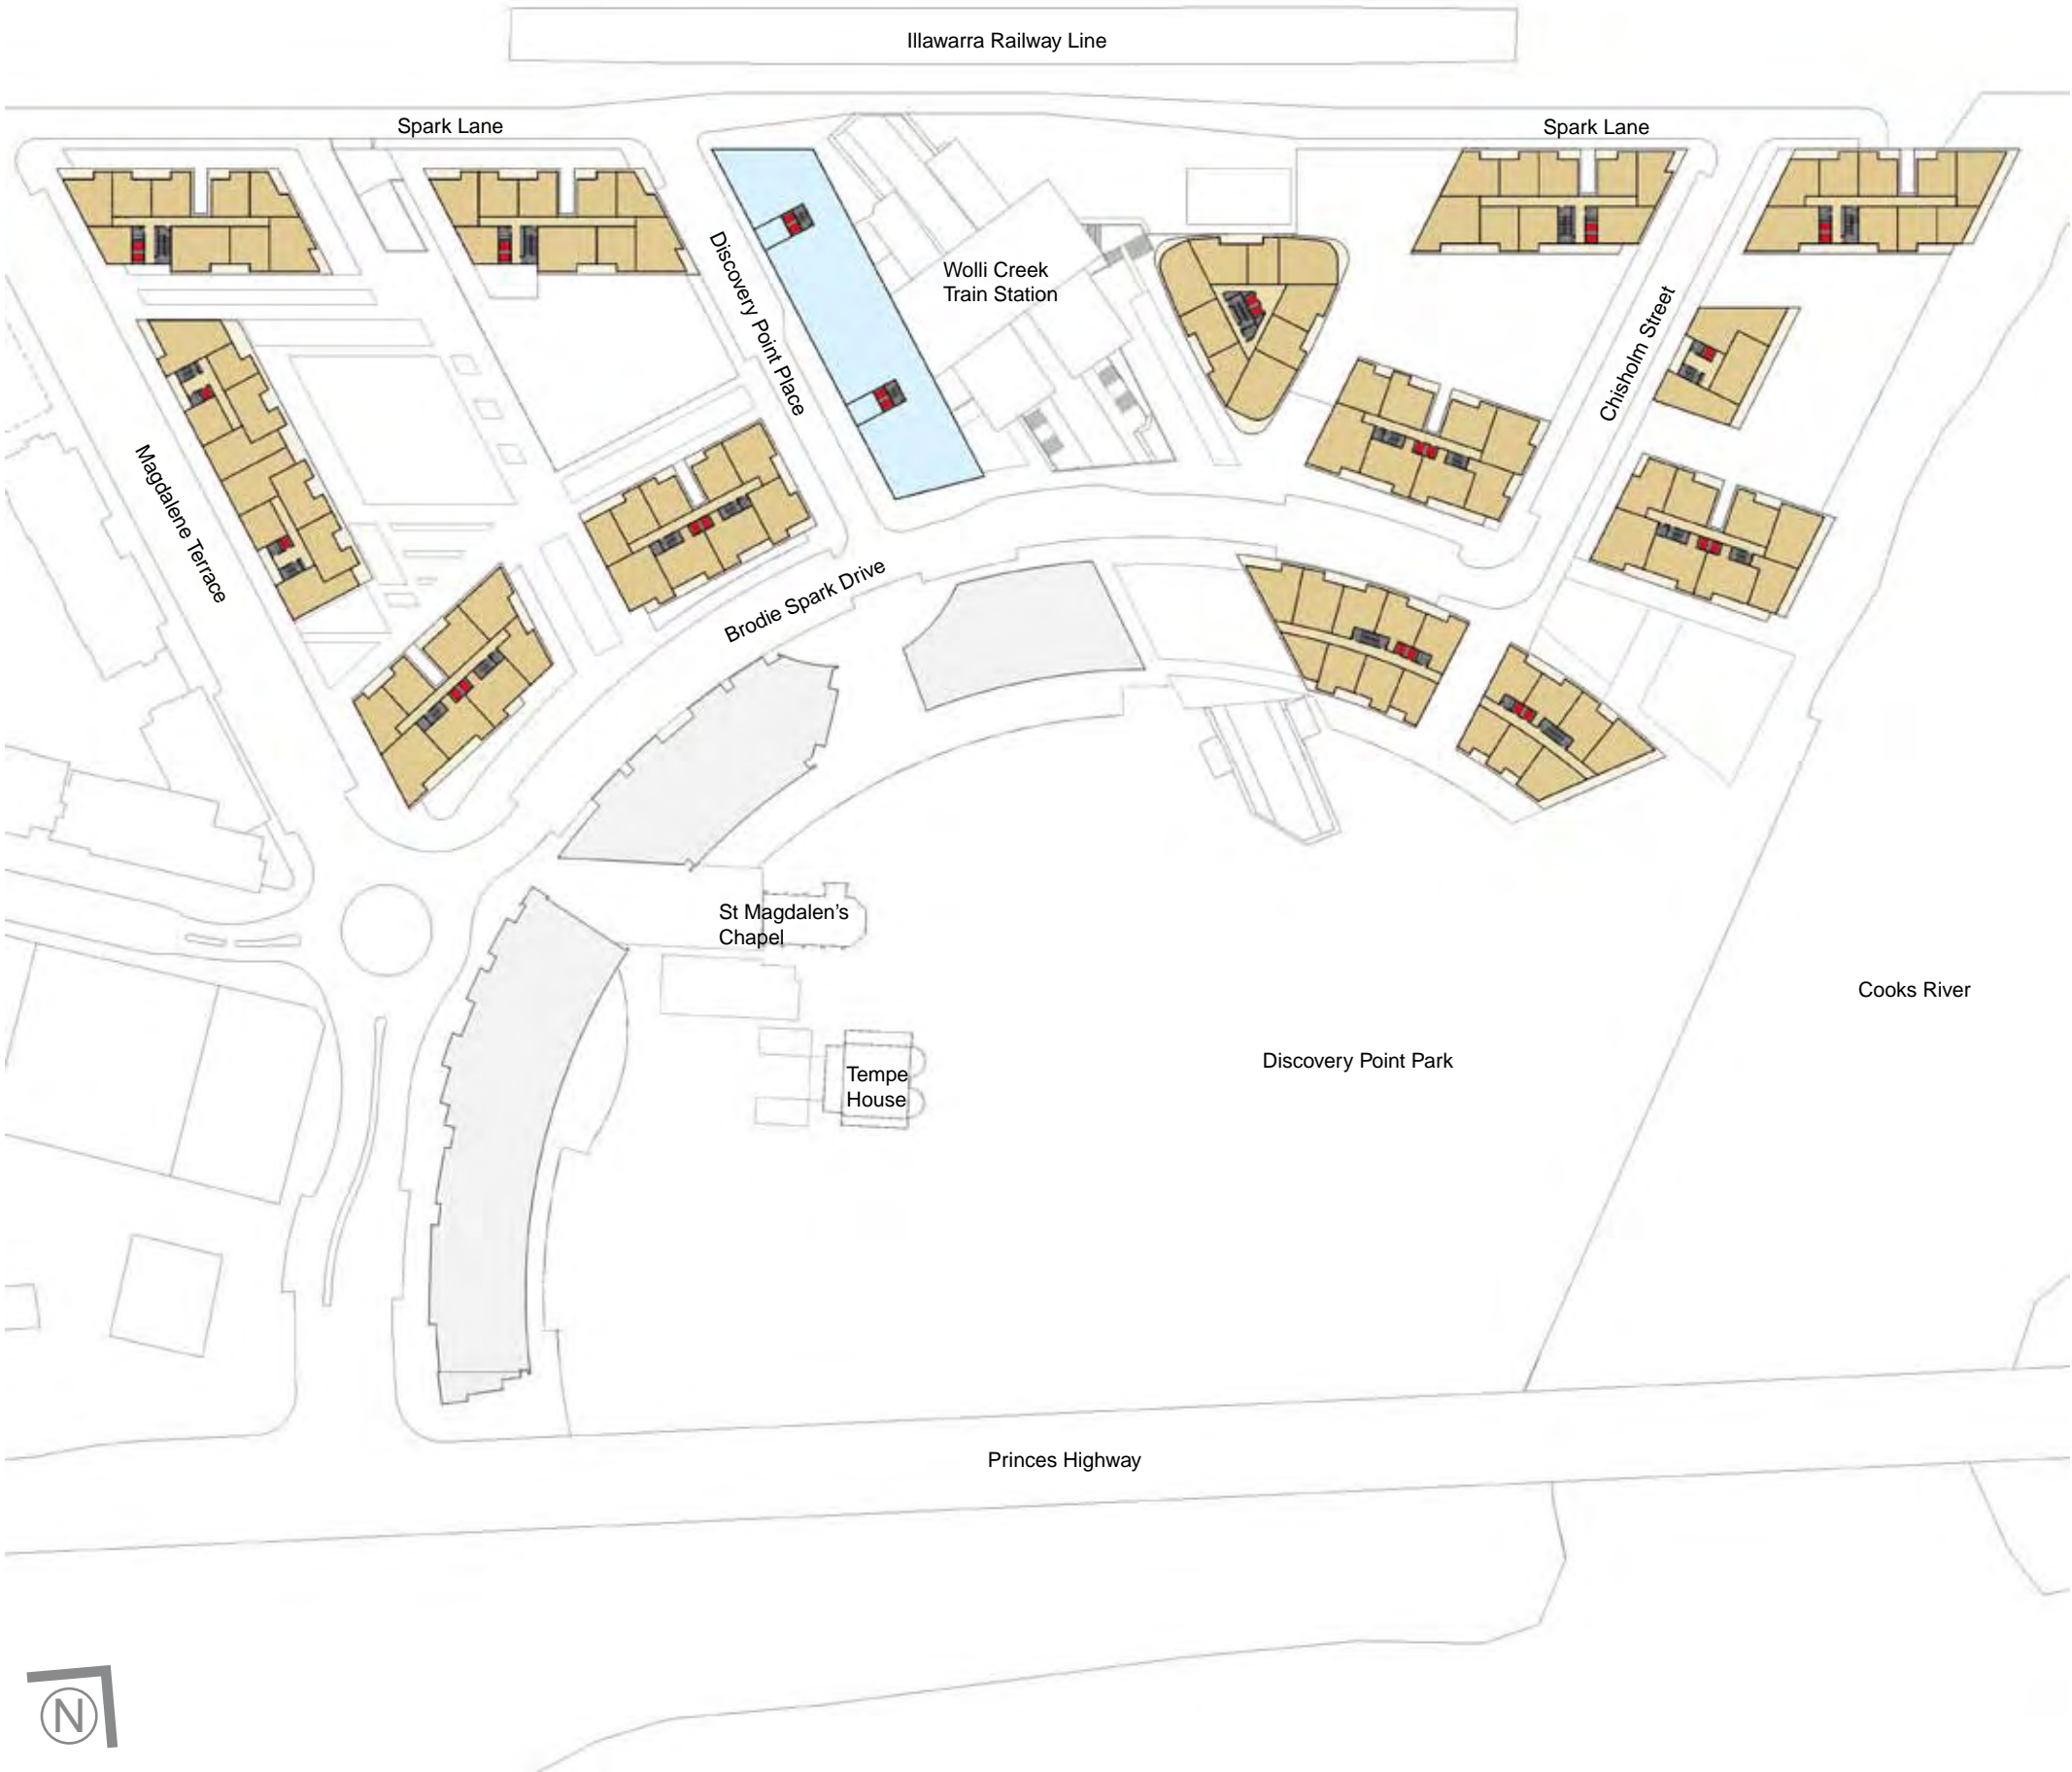 Illawarra Railway Line
Spark Lane
Spark Lane
Discovery Point Place
Wolli Creek
Train Station
Chisholm Street
Magdalene Terrace
Brodie Spark Drive
St Magdalen's
Chapel
Cooks River
Discovery Point Park
Tempe
House
Princes Highway
N